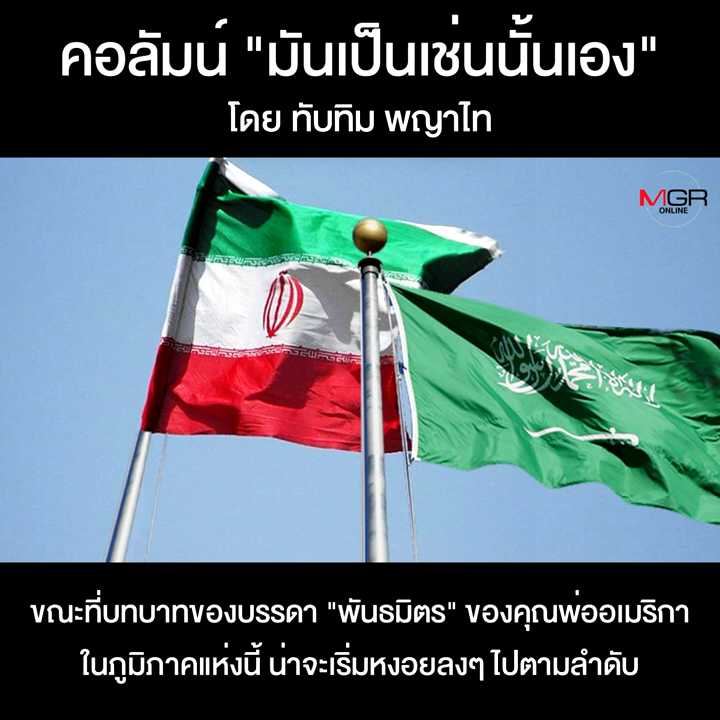 คอลัมน์ "มันเป็นเช่นนั้นเอง"
โดย ทับทิม พญาไท
MGR
ONLINE
ขณะที่บทบาทของบรรดา "พันธมิตร" ของคุณพ่ออเมริกา
ในภูมิภาคแห่งนี้ น่าจะเริ่มหงอยลงๆ ไปตามลำดับ